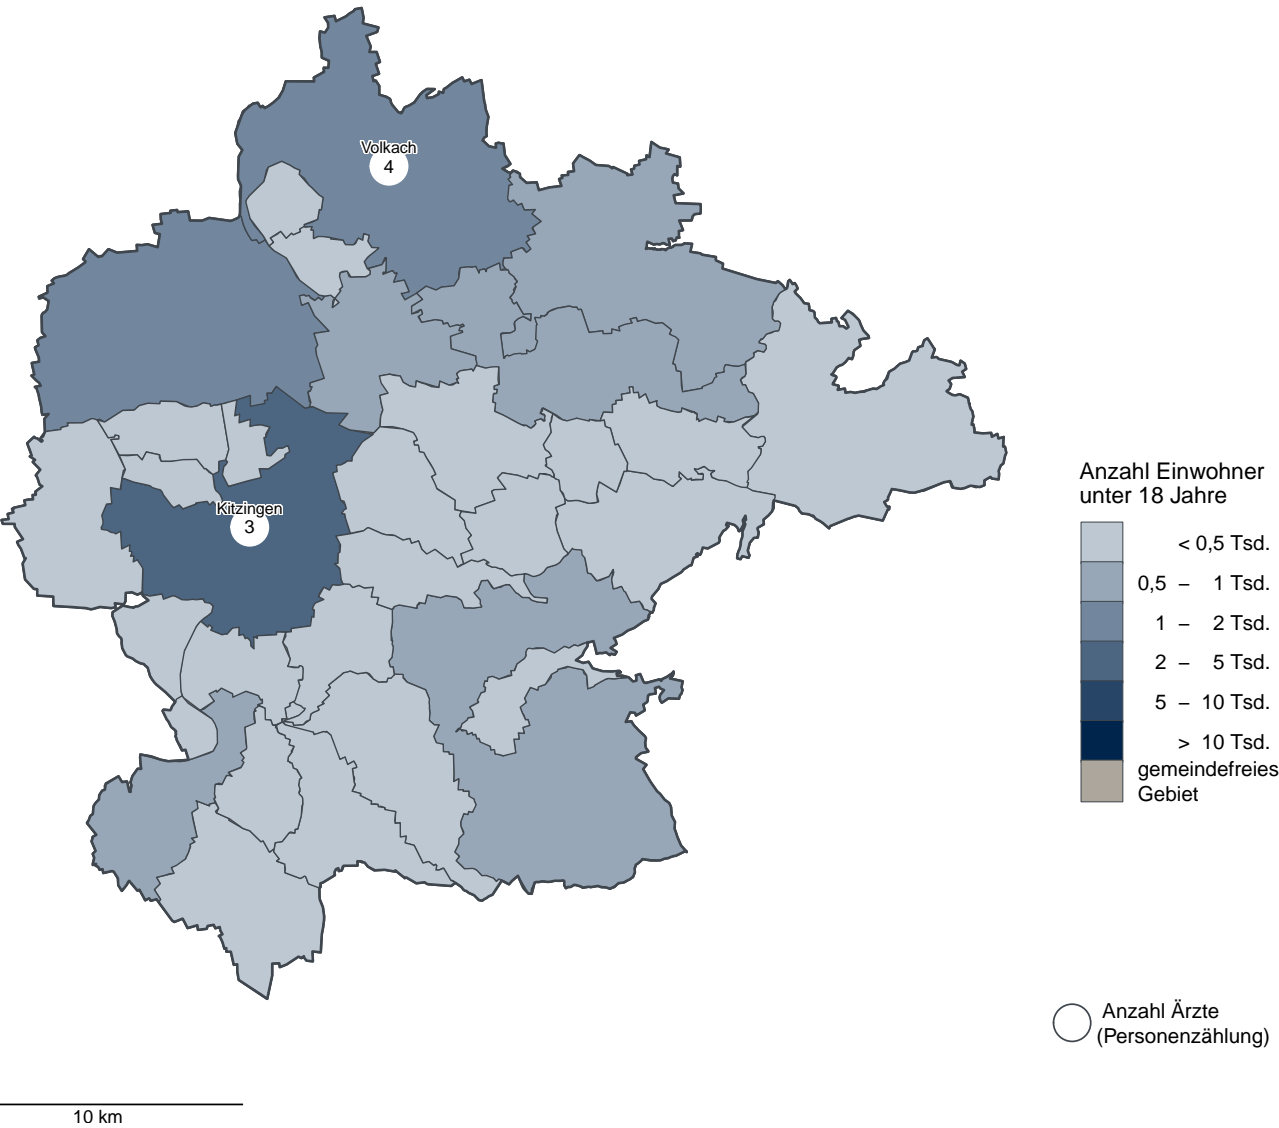 Volkach
4
Kitzingen
3
Anzahl Einwohner
unter 18 Jahre
< 0,5 Tsd.
0,5 – 1 Tsd.
1 – 2 Tsd.
2 – 5 Tsd.
5 – 10 Tsd.
> 10 Tsd.
gemeindefreies
Gebiet
Anzahl Ärzte
(Personenzählung)
10 km